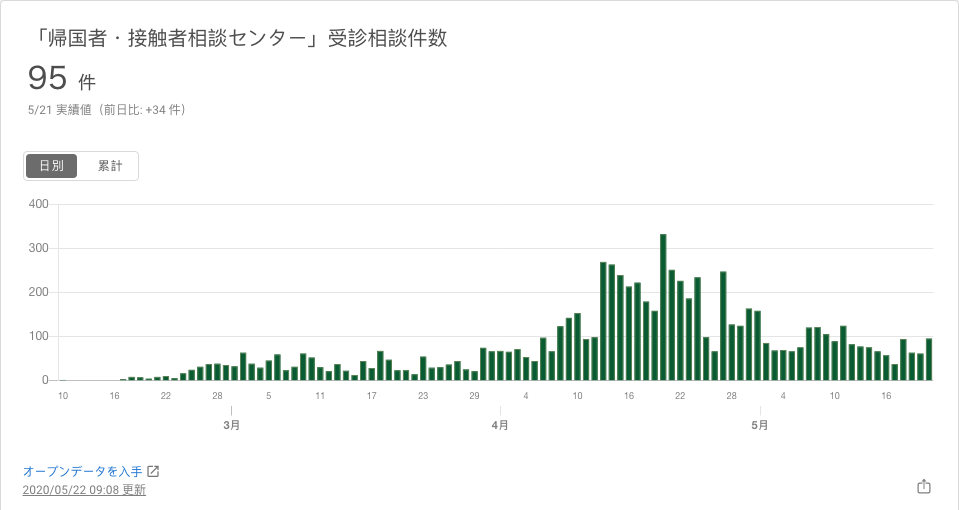 「帰国者・接触者相談センター」受診相談件数
95 件
5/21 実績値（前日比: +34 件）
日別 累計
400
300
200
100
0
10 16 22 28 5 11 17 23 29 4 10 16 22 28 4 10 16
3月 4月 5月
オープンデータを入手
2020/05/22 09:08 更新